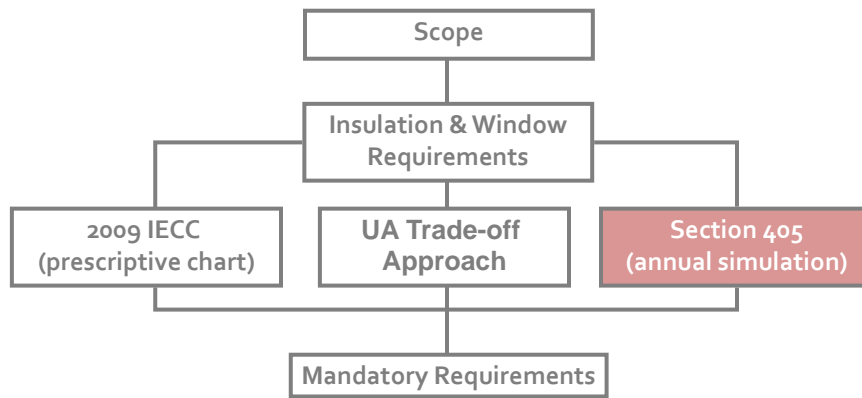 Scope
Insulation & Window
Requirements
2009 IECC
(prescriptive chart)
UA Trade-off
Approach
Section 405
(annual simulation)
Mandatory Requirements